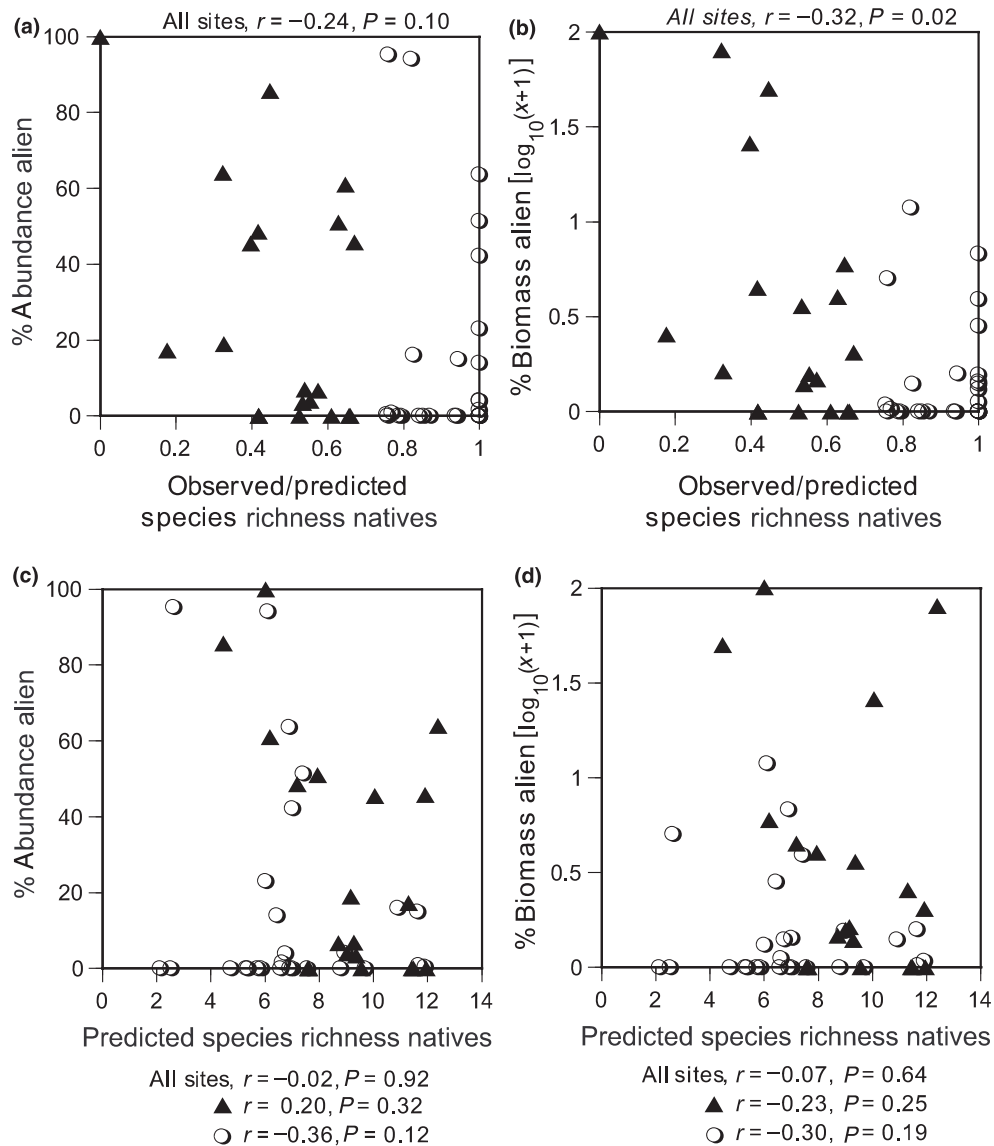 (a) All sites, r = −0.24, P = 0.10
100
80
60
40
20
0
% Abundance alien
0 0.2 0.4 0.6 0.8 1
Observed/predicted
species richness natives
(b) All sites, r = −0.32, P = 0.02
2
1.5
1
0.5
0
% Biomass alien [log10(x+1)]
0 0.2 0.4 0.6 0.8 1
Observed/predicted
species richness natives
(c)
100
80
60
40
20
0
% Abundance alien
0 2 4 6 8 10 12 14
Predicted species richness natives
All sites, r = −0.02, P = 0.92
r = 0.20, P = 0.32
r = −0.36, P = 0.12
(d)
2
1.5
1
0.5
0
% Biomass alien [log10(x+1)]
0 2 4 6 8 10 12 14
Predicted species richness natives
All sites, r = −0.07, P = 0.64
r = −0.23, P = 0.25
r = −0.30, P = 0.19